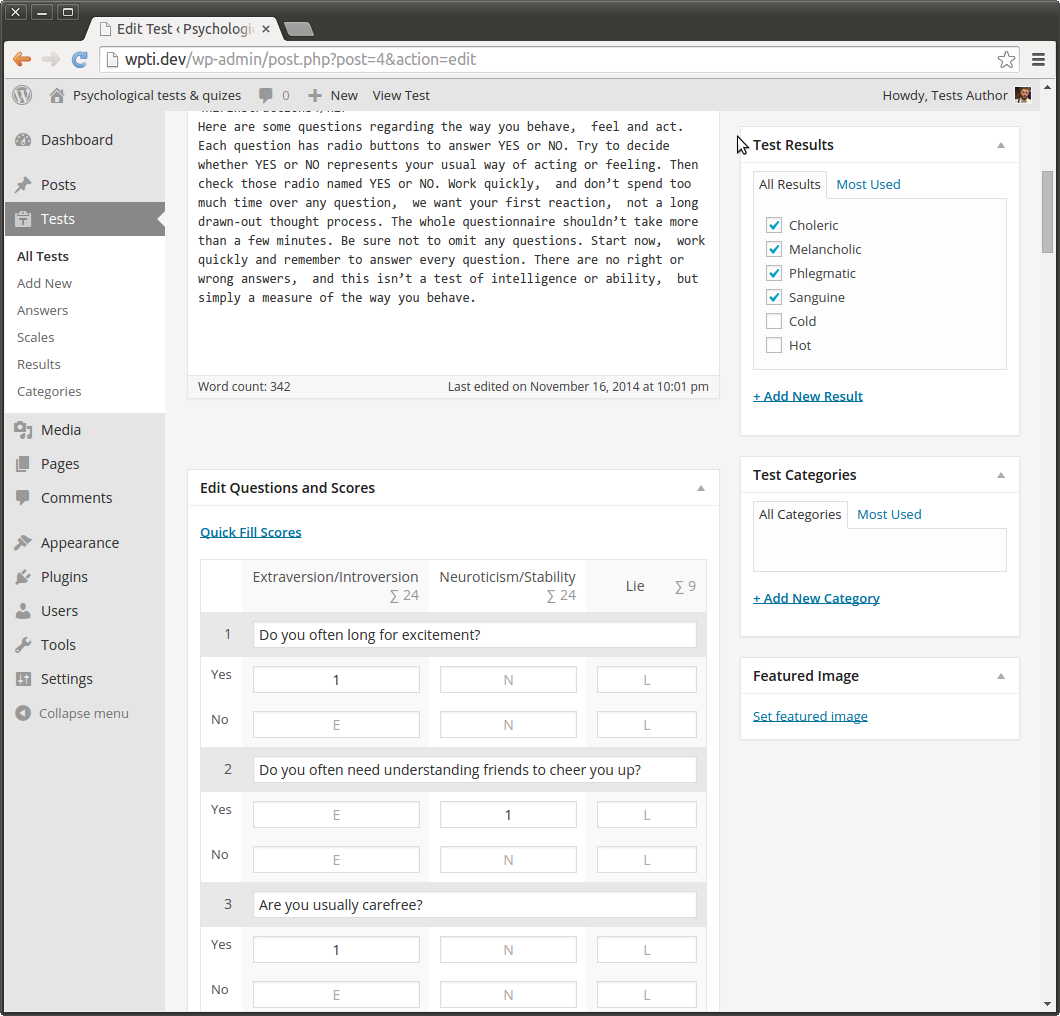 Edit Test ‹ Psychologi
wpti.dev/wp-admin/post.php?post=4&action=edit
Psychological tests & quizes 0 New View Test Howdy, Tests Author
Dashboard
Posts
Tests
All Tests
Add New
Answers
Scales
Results
Categories
Media
Pages
Comments
Appearance
Plugins
Users
Tools
Settings
Collapse menu
Here are some questions regarding the way you behave,  feel and act.
Each question has radio buttons to answer YES or NO. Try to decide
whether YES or NO represents your usual way of acting or feeling. Then
check those radio named YES or NO. Work quickly,  and don’t spend too
much time over any question,  we want your first reaction,  not a long
drawn-out thought process. The whole questionnaire shouldn’t take more
than a few minutes. Be sure not to omit any questions. Start now,  work
quickly and remember to answer every question. There are no right or
wrong answers,  and this isn’t a test of intelligence or ability,  but
simply a measure of the way you behave.
Word count: 342 Last edited on November 16, 2014 at 10:01 pm
Edit Questions and Scores
Quick Fill Scores
Extraversion/Introversion Neuroticism/Stability Lie ∑ 9
∑ 24 ∑ 24
1 Do you often long for excitement?
Yes 1 N L
No E N L
2 Do you often need understanding friends to cheer you up?
Yes E 1 L
No E N L
3 Are you usually carefree?
Yes 1 N L
No E N L
Test Results
All Results Most Used
Choleric
Melancholic
Phlegmatic
Sanguine
Cold
Hot
+ Add New Result
Test Categories
All Categories Most Used
+ Add New Category
Featured Image
Set featured image